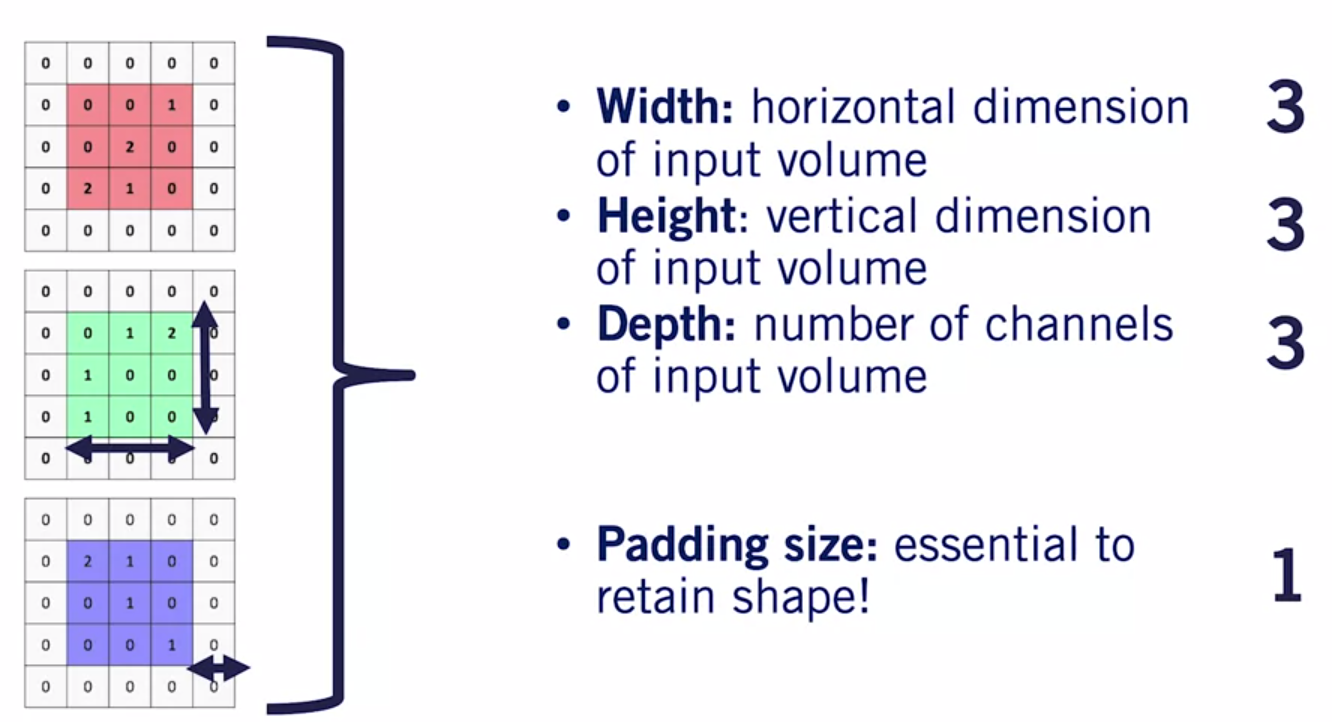 0 0 0 0 0
0 0 0 1 0
0 0 2 0 0
0 2 1 0 0
0 0 0 0 0
0 0 0 0 0
0 0 1 2 0
0 1 0 0 0
0 1 0 0 0
0 0 0 0 0
0 0 0 0 0
0 2 1 0 0
0 0 1 0 0
0 0 0 1 0
0 0 0 0 0
• Width: horizontal dimension 3
of input volume
• Height: vertical dimension 3
of input volume
• Depth: number of channels 3
of input volume
• Padding size: essential to 1
retain shape!